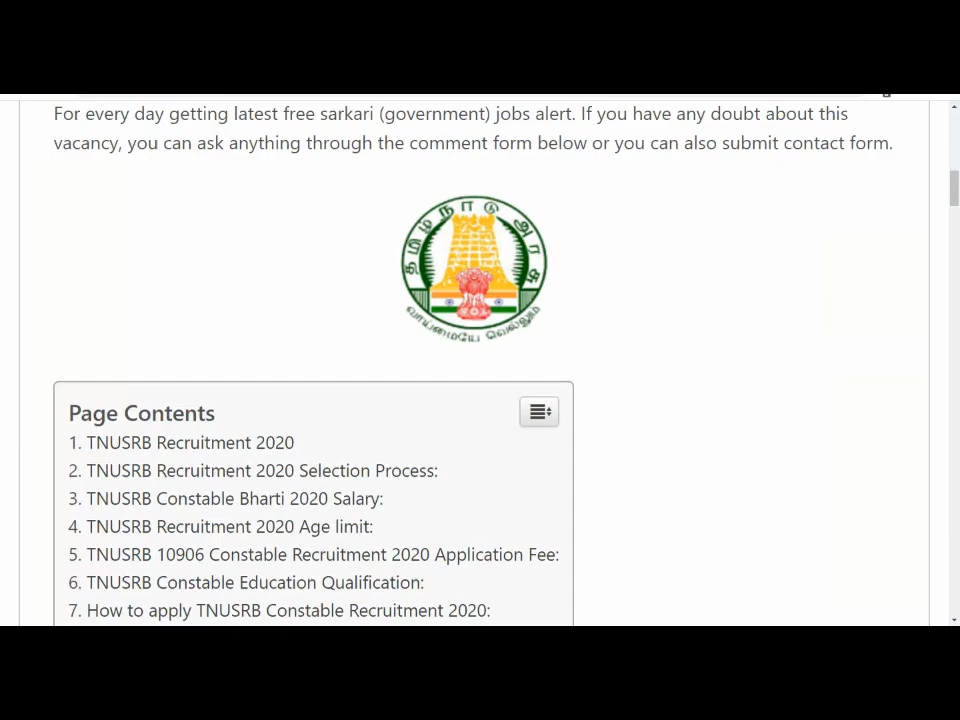 For every day getting latest free sarkari (government) jobs alert. If you have any doubt about this
vacancy, you can ask anything through the comment form below or you can also submit contact form.
தமிழ்நாடு அரசு
வாய்மையே வெல்லும்
Page Contents
1. TNUSRB Recruitment 2020
2. TNUSRB Recruitment 2020 Selection Process:
3. TNUSRB Constable Bharti 2020 Salary:
4. TNUSRB Recruitment 2020 Age limit:
5. TNUSRB 10906 Constable Recruitment 2020 Application Fee:
6. TNUSRB Constable Education Qualification:
7. How to apply TNUSRB Constable Recruitment 2020: